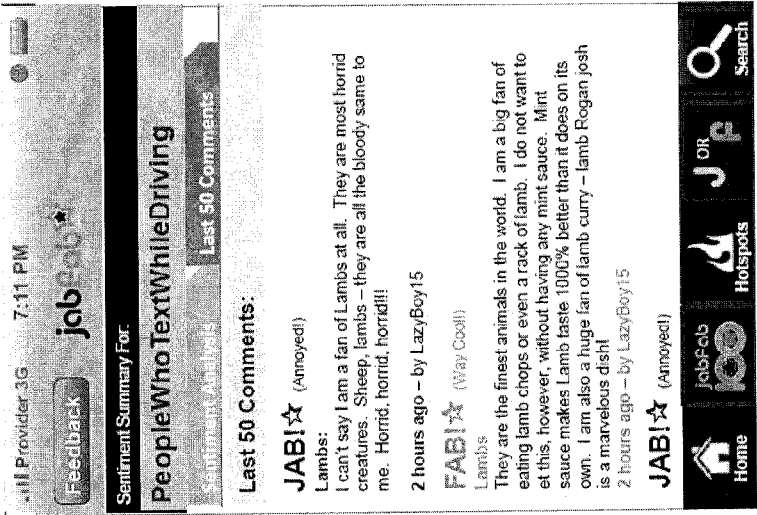 Provider 3G 7:11 PM
Feedback
jabfab
Sentiment Summary For:
PeopleWhoTextWhileDriving
Sentiment Analysis
Last 50 Comments
Last 50 Comments:
JAB! (Annoyed!)
Lambs:
I can't say I am a fan of Lambs at all. They are most horrid
creatures. Sheep, lambs – they are all the bloody same to
me. Horrid, horrid, horrid!!!
2 hours ago – by LazyBoy15
FAB! (Way Cool!)
Lambs
They are the finest animals in the world. I am a big fan of
eating lamb chops or even a rack of lamb. I do not want to
et this, however, without having any mint sauce. Mint
sauce makes Lamb taste 1000% better than it does on its
own. I am also a huge fan of lamb curry – lamb Rogan josh
is a marvelous dish!
2 hours ago – by LazyBoy15
JAB! (Annoyed!)
Home
jabfab
100
Hotspots
J OR F
Search